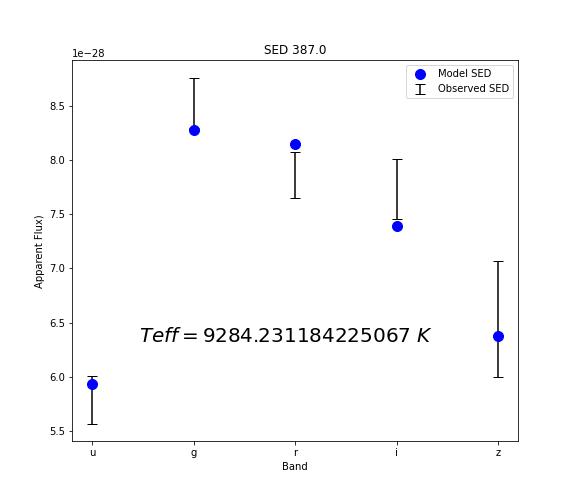 SED 387.0
1e−28
Model SED
Observed SED
8.5
8.0
7.5
7.0
6.5
6.0
5.5
Apparent Flux)
Teff = 9284.231184225067 K
u g r i z
Band